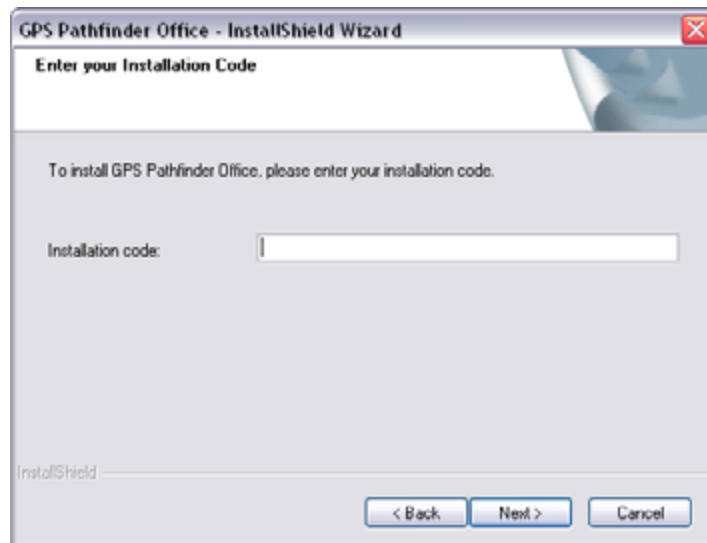 GPS Pathfinder Office - InstallShield Wizard
Enter your Installation Code
To install GPS Pathfinder Office, please enter your installation code.
Installation code:
InstallShield
< Back Next > Cancel